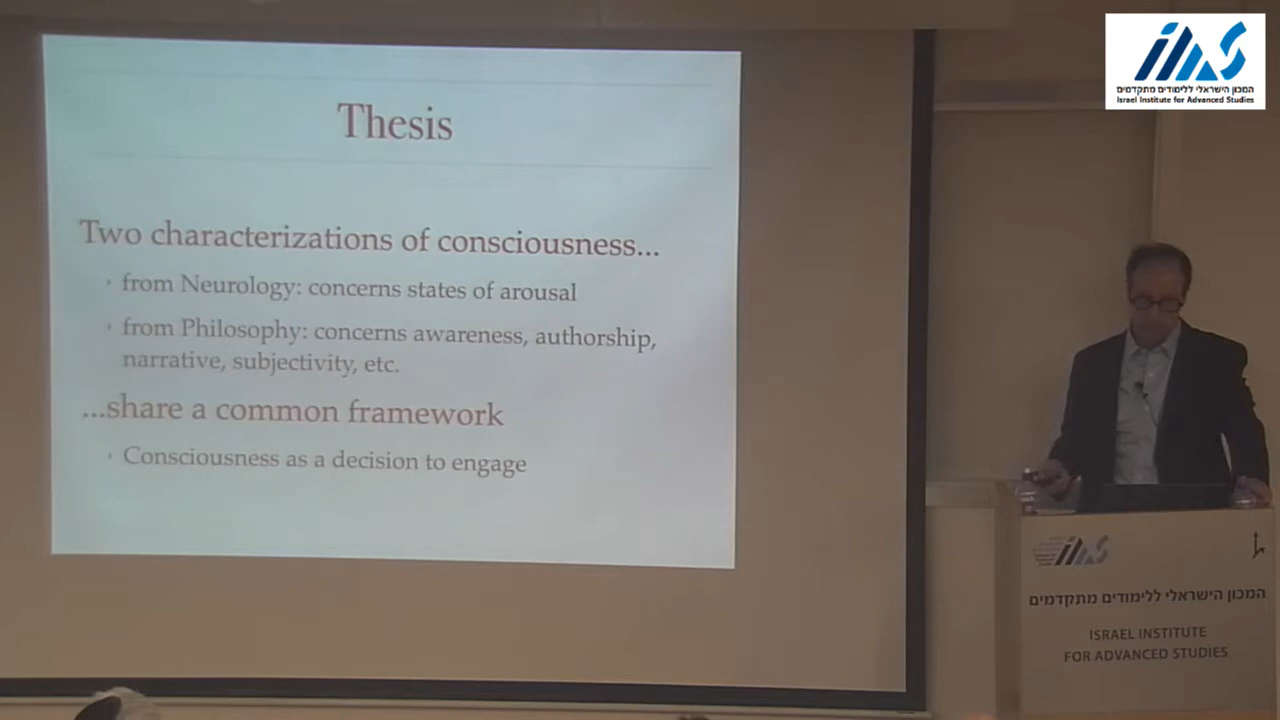 Thesis
Two characterizations of consciousness...
from Neurology: concerns states of arousal
from Philosophy: concerns awareness, authorship,
narrative, subjectivity, etc.
...share a common framework
Consciousness as a decision to engage
המכון הישראלי ללימודים מתקדמים
Israel Institute for Advanced Studies
המכון הישראלי ללימודים מתקדמים
ISRAEL INSTITUTE
FOR ADVANCED STUDIES